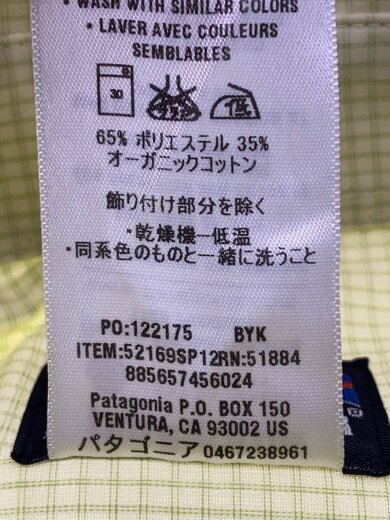 • WASH WITH SIMILAR COLORS
• LAVER AVEC COULEURS
SEMBLABLES
30 低
65% ポリエステル 35%
オーガニックコットン
飾り付け部分を除く
・乾燥機－低温
・同系色のものと一緒に洗うこと
PO:122175 BYK
ITEM:52169SP12RN:51884
885657456024
Patagonia P.O. BOX 150
VENTURA, CA 93002 US
パタゴニア 0467238961